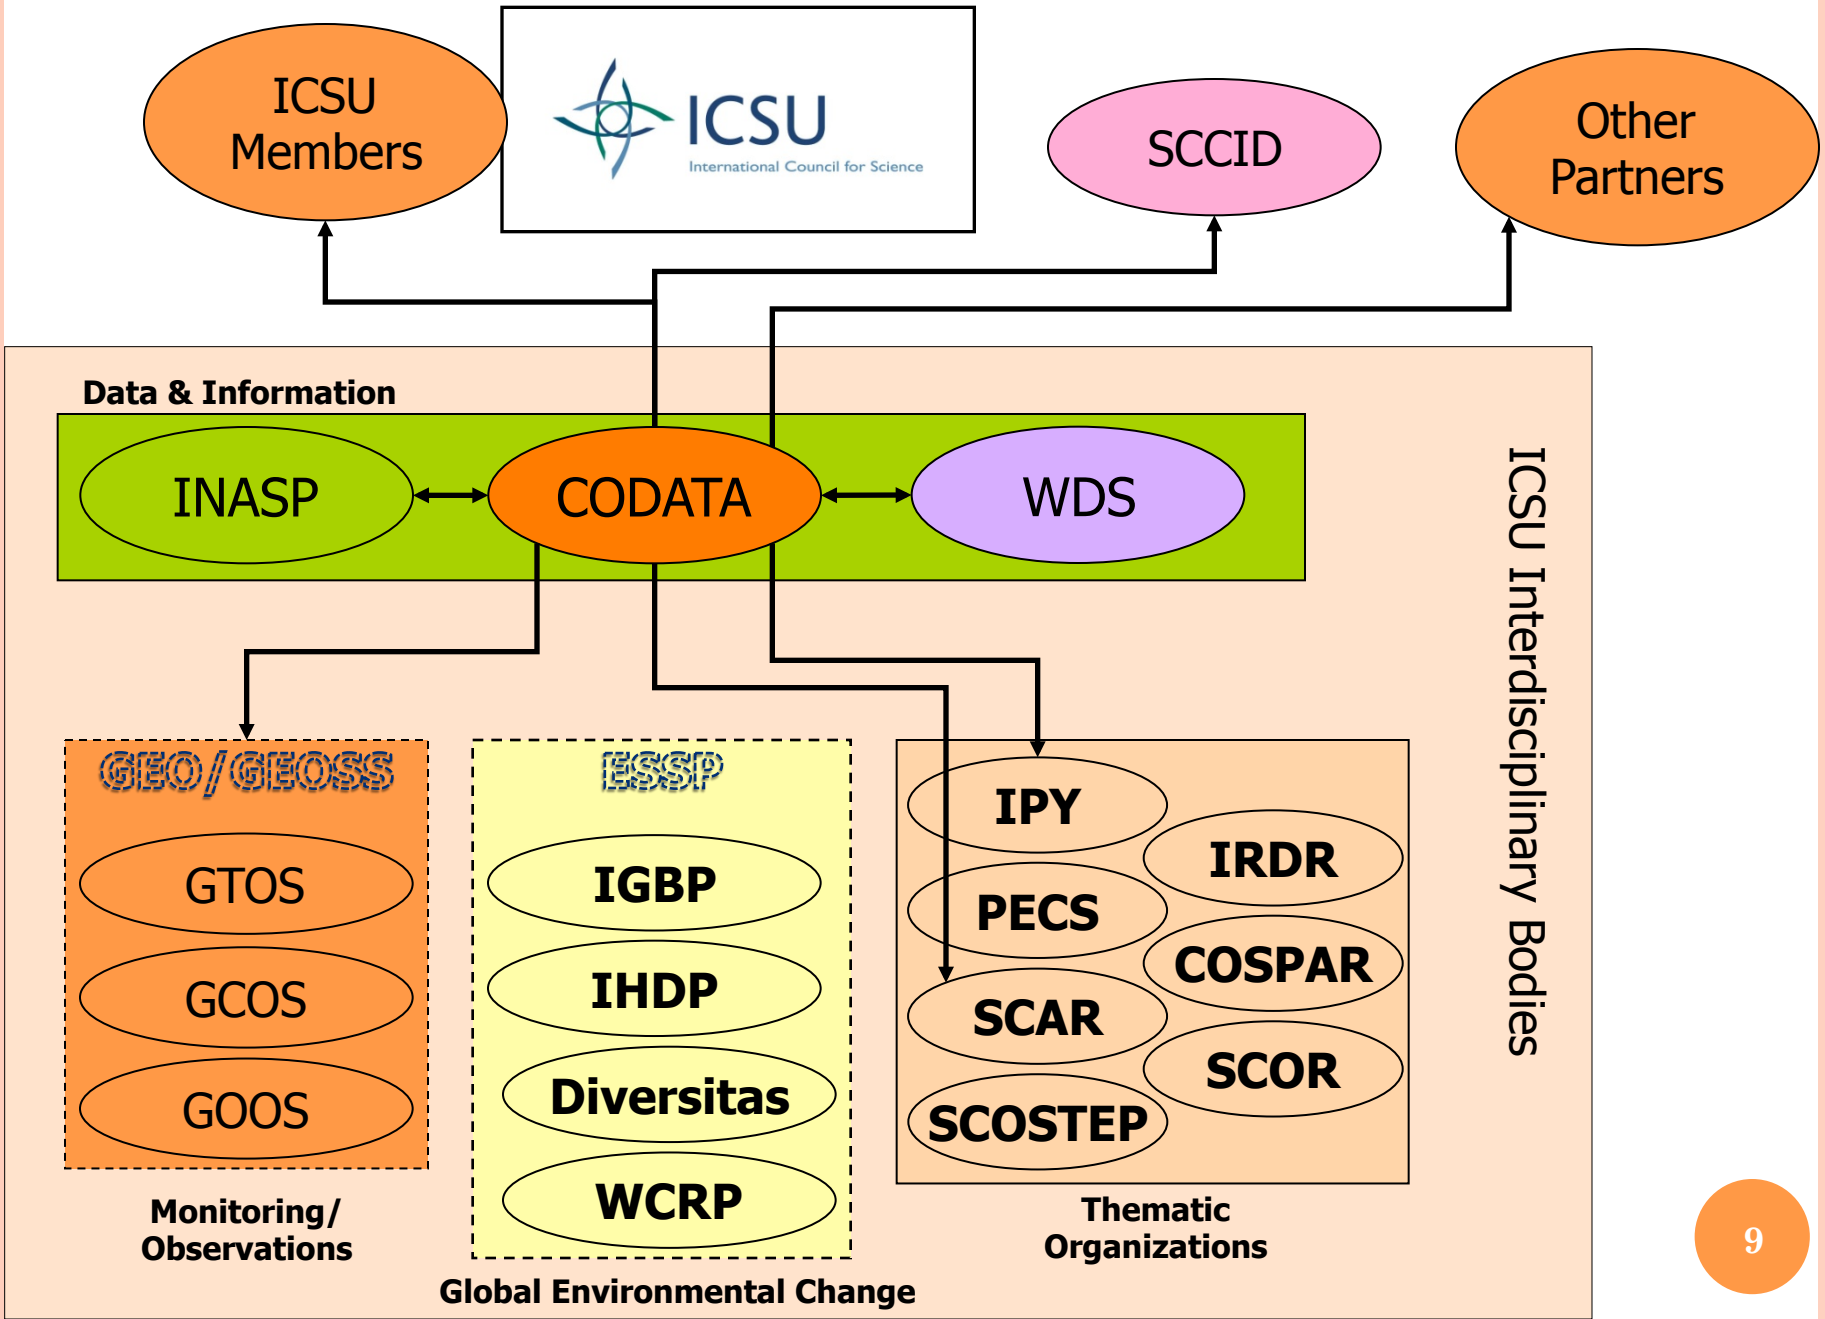 ICSU
Members
ICSU
International Council for Science
SCCID
Other
Partners
Data & Information
INASP
CODATA
WDS
ICSU Interdisciplinary Bodies
GEO/GEOSS
GTOS
GCOS
GOOS
Monitoring/
Observations
ESSP
IGBP
IHDP
Diversitas
WCRP
Global Environmental Change
IPY
IRDR
PECS
COSPAR
SCAR
SCOR
SCOSTEP
Thematic
Organizations
9